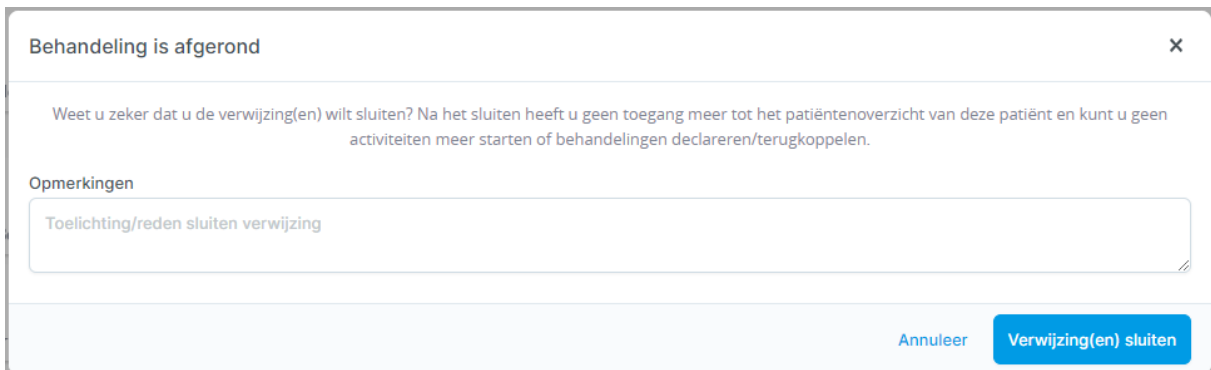 Behandeling is afgerond
Weet u zeker dat u de verwijzing(en) wilt sluiten? Na het sluiten heeft u geen toegang meer tot het patiëntenoverzicht van deze patiënt en kunt u geen
activiteiten meer starten of behandelingen declareren/terugkoppelen.
Opmerkingen
Toelichting/reden sluiten verwijzing
Annuleer Verwijzing(en) sluiten